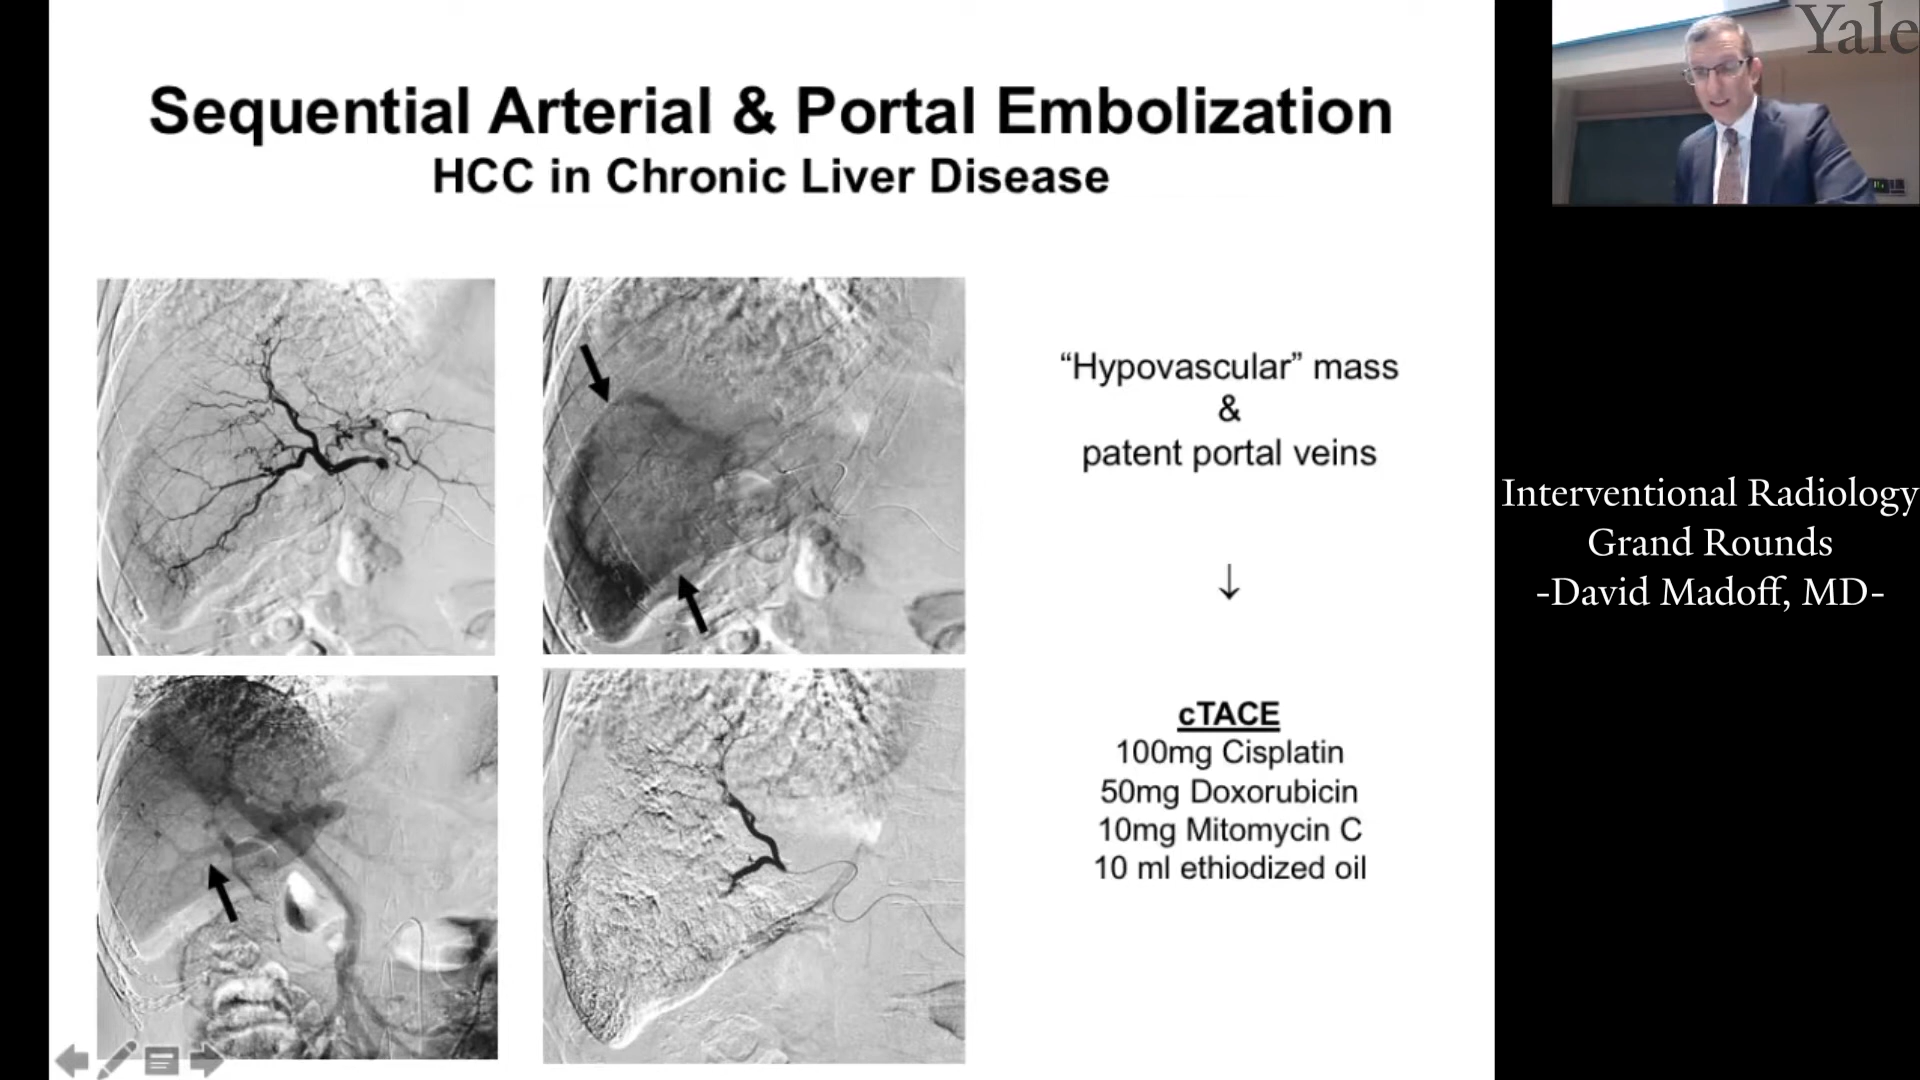 Sequential Arterial & Portal Embolization
HCC in Chronic Liver Disease
“Hypovascular” mass
&
patent portal veins
↓
cTACE
100mg Cisplatin
50mg Doxorubicin
10mg Mitomycin C
10 ml ethiodized oil
Yale
Interventional Radiology
Grand Rounds
-David Madoff, MD-